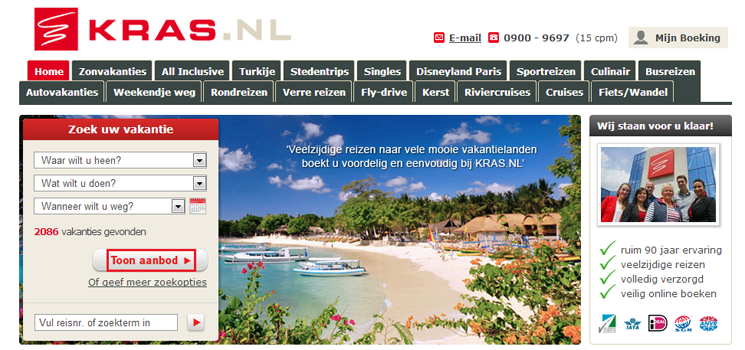 KRAS.NL
E-mail 0900 - 9697 (15 cpm) Mijn Boeking
Home Zonvakanties All Inclusive Turkije Stedentrips Singles Disneyland Paris Sportreizen Culinair Busreizen
Autovakanties Weekendje weg Rondreizen Verre reizen Fly-drive Kerst Riviercruises Cruises Fiets/Wandel
Zoek uw vakantie
Waar wilt u heen?
Wat wilt u doen?
Wanneer wilt u weg?
2086 vakanties gevonden
Toon aanbod
Of geef meer zoekopties
Vul reisnr. of zoekterm in
'Veelzijdige reizen naar vele mooie vakantielanden
boekt u voordelig en eenvoudig bij KRAS.NL'
Wij staan voor u klaar!
ruim 90 jaar ervaring
veelzijdige reizen
volledig verzorgd
veilig online boeken
IATA
SGR
ANVR